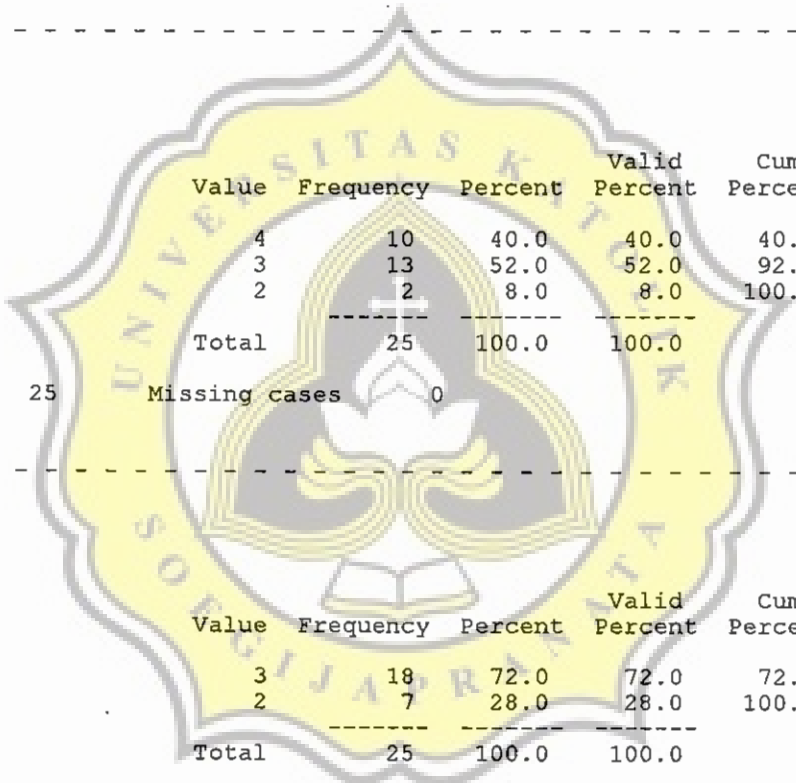 Valid Cum
Value Frequency Percent Percent Perce
4 10 40.0 40.0 40.
3 13 52.0 52.0 92.
2 2 8.0 8.0 100.
Total 25 100.0 100.0
25 Missing cases 0
Valid Cum
Value Frequency Percent Percent Perce
3 18 72.0 72.0 72.
2 7 28.0 28.0 100.
Total 25 100.0 100.0
UNIVERSITAS KATOLIK
SOEGIJAPRANATA